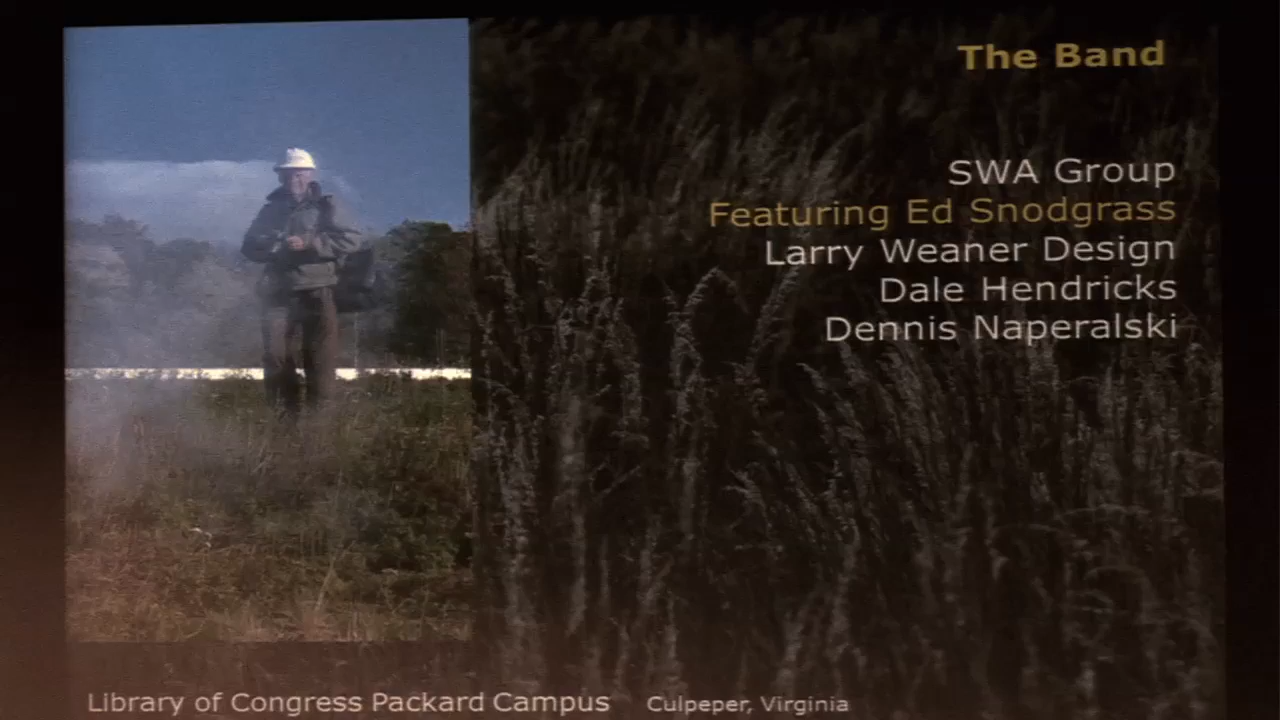 The Band
SWA Group
Featuring Ed Snodgrass
Larry Weaner Design
Dale Hendricks
Dennis Naperalski
Library of Congress Packard Campus Culpeper, Virginia